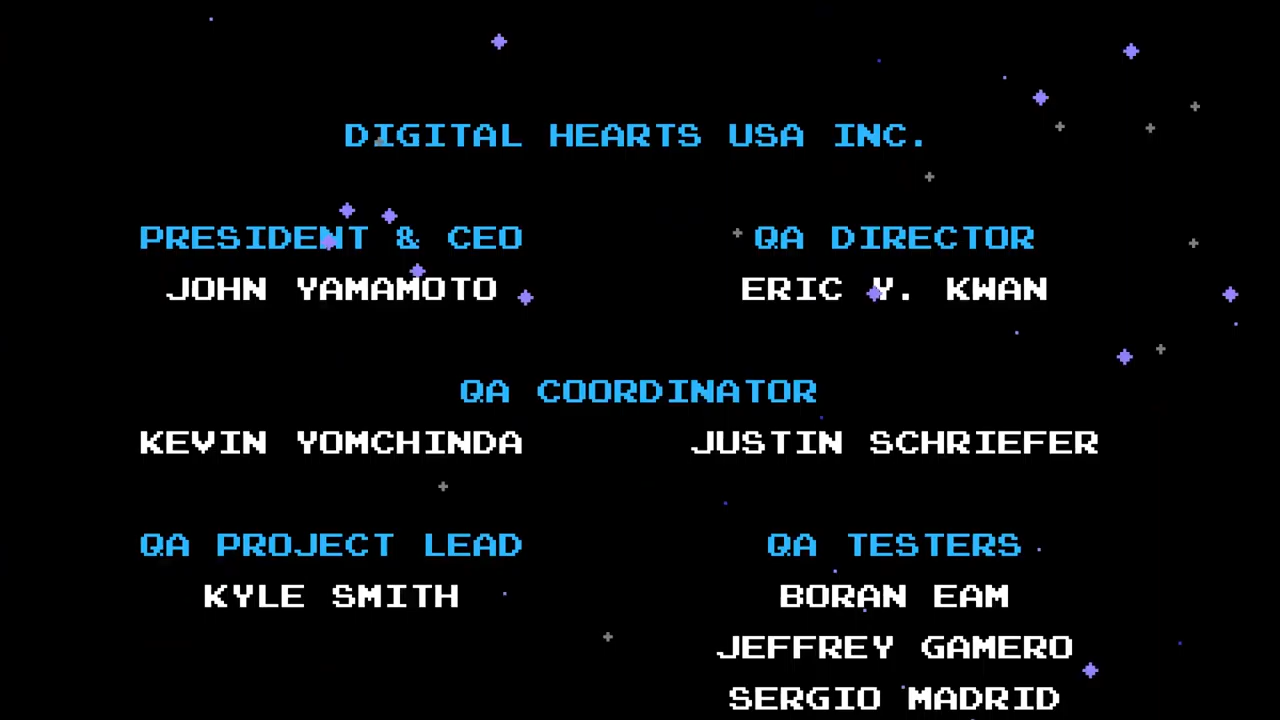 DIGITAL HEARTS USA INC.
PRESIDENT & CEO
JOHN YAMAMOTO
QA DIRECTOR
ERIC Y. KWAN
QA COORDINATOR
KEVIN YOMCHINDA
JUSTIN SCHRIEFER
QA PROJECT LEAD
KYLE SMITH
QA TESTERS
BORAN EAM
JEFFREY GAMERO
SERGIO MADRID